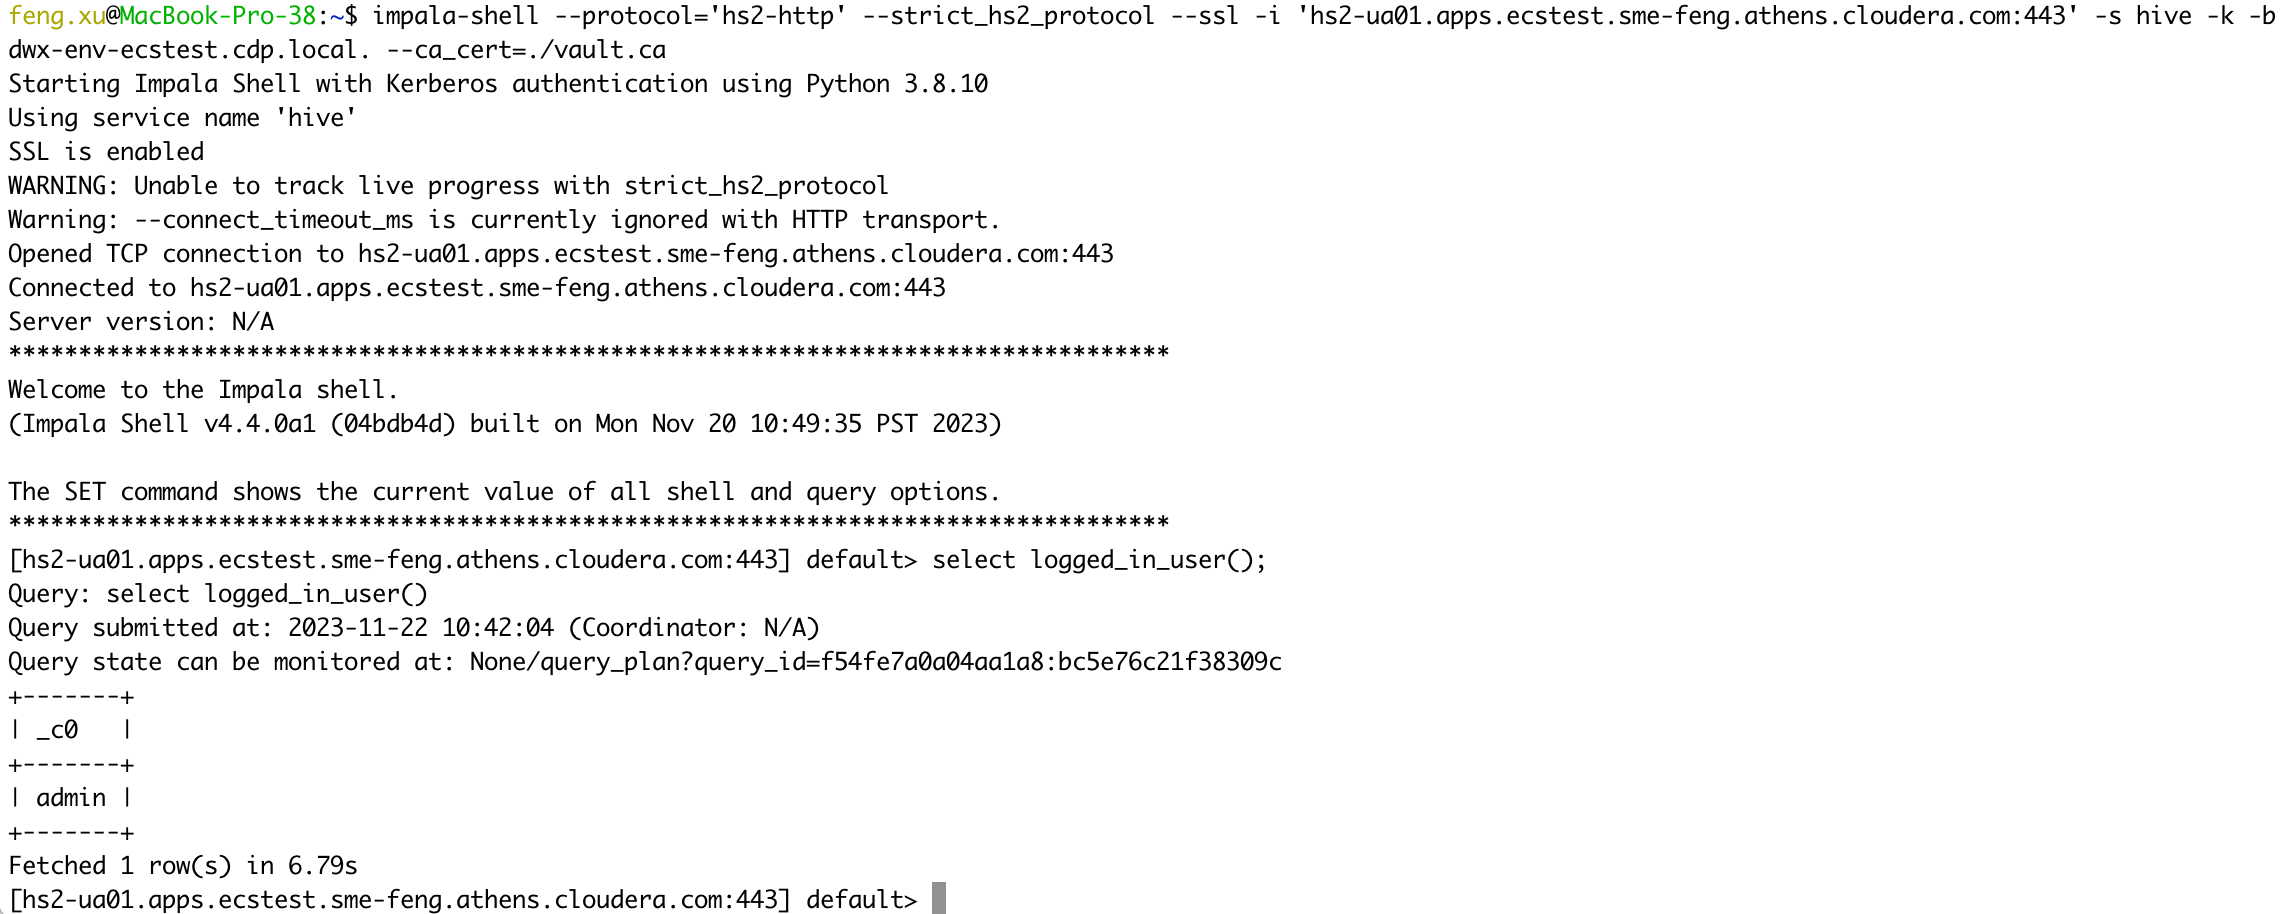 feng.xu@MacBook-Pro-38:~$ impala-shell --protocol='hs2-http' --strict_hs2_protocol --ssl -i 'hs2-ua01.apps.ecstest.sme-feng.athens.cloudera.com:443' -s hive -k -b
dwx-env-ecstest.cdp.local. --ca_cert=./vault.ca
Starting Impala Shell with Kerberos authentication using Python 3.8.10
Using service name 'hive'
SSL is enabled
WARNING: Unable to track live progress with strict_hs2_protocol
Warning: --connect_timeout_ms is currently ignored with HTTP transport.
Opened TCP connection to hs2-ua01.apps.ecstest.sme-feng.athens.cloudera.com:443
Connected to hs2-ua01.apps.ecstest.sme-feng.athens.cloudera.com:443
Server version: N/A
***********************************************************************************
Welcome to the Impala shell.
(Impala Shell v4.4.0a1 (04bdb4d) built on Mon Nov 20 10:49:35 PST 2023)

The SET command shows the current value of all shell and query options.
***********************************************************************************
[hs2-ua01.apps.ecstest.sme-feng.athens.cloudera.com:443] default> select logged_in_user();
Query: select logged_in_user()
Query submitted at: 2023-11-22 10:42:04 (Coordinator: N/A)
Query state can be monitored at: None/query_plan?query_id=f54fe7a0a04aa1a8:bc5e76c21f38309c
+-------+
| _c0   |
+-------+
| admin |
+-------+
Fetched 1 row(s) in 6.79s
[hs2-ua01.apps.ecstest.sme-feng.athens.cloudera.com:443] default>